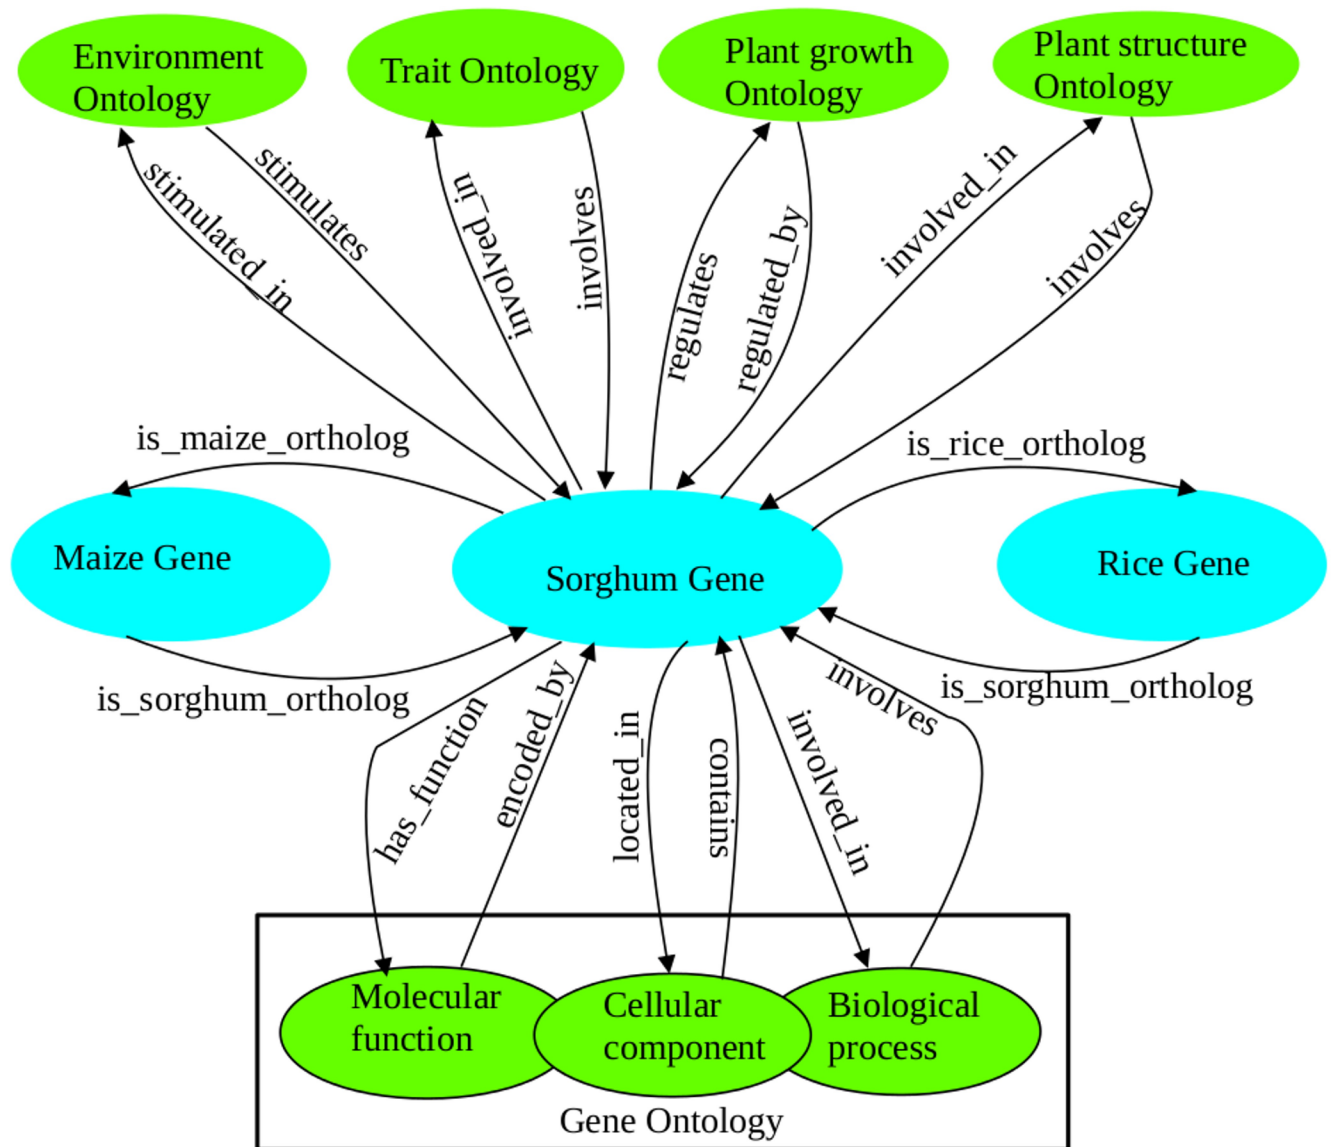 Environment
Ontology
Trait Ontology
Plant growth
Ontology
Plant structure
Ontology
stimulated_in
stimulates
involved_in
involves
regulates
regulated_by
involved_in
involves
is_maize_ortholog
is_rice_ortholog
Maize Gene
Sorghum Gene
Rice Gene
is_sorghum_ortholog
is_sorghum_ortholog
has_function
encoded_by
located_in
contains
involved_in
involves
Molecular
function
Cellular
component
Biological
process
Gene Ontology